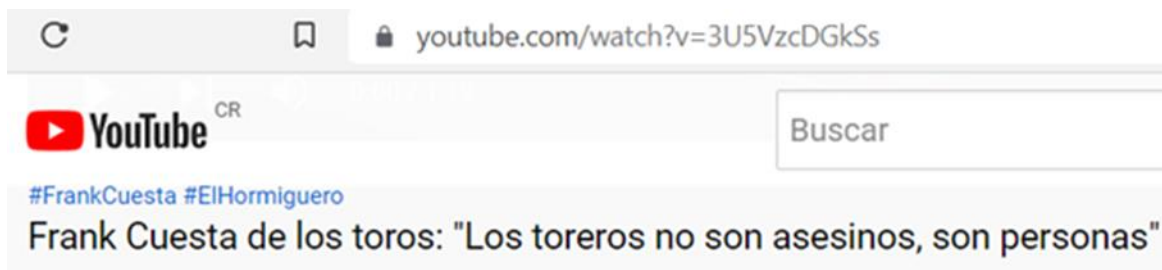 youtube.com/watch?v=3U5VzcDGkSs
YouTube CR
Buscar
#FrankCuesta #ElHormiguero
Frank Cuesta de los toros: "Los toreros no son asesinos, son personas"